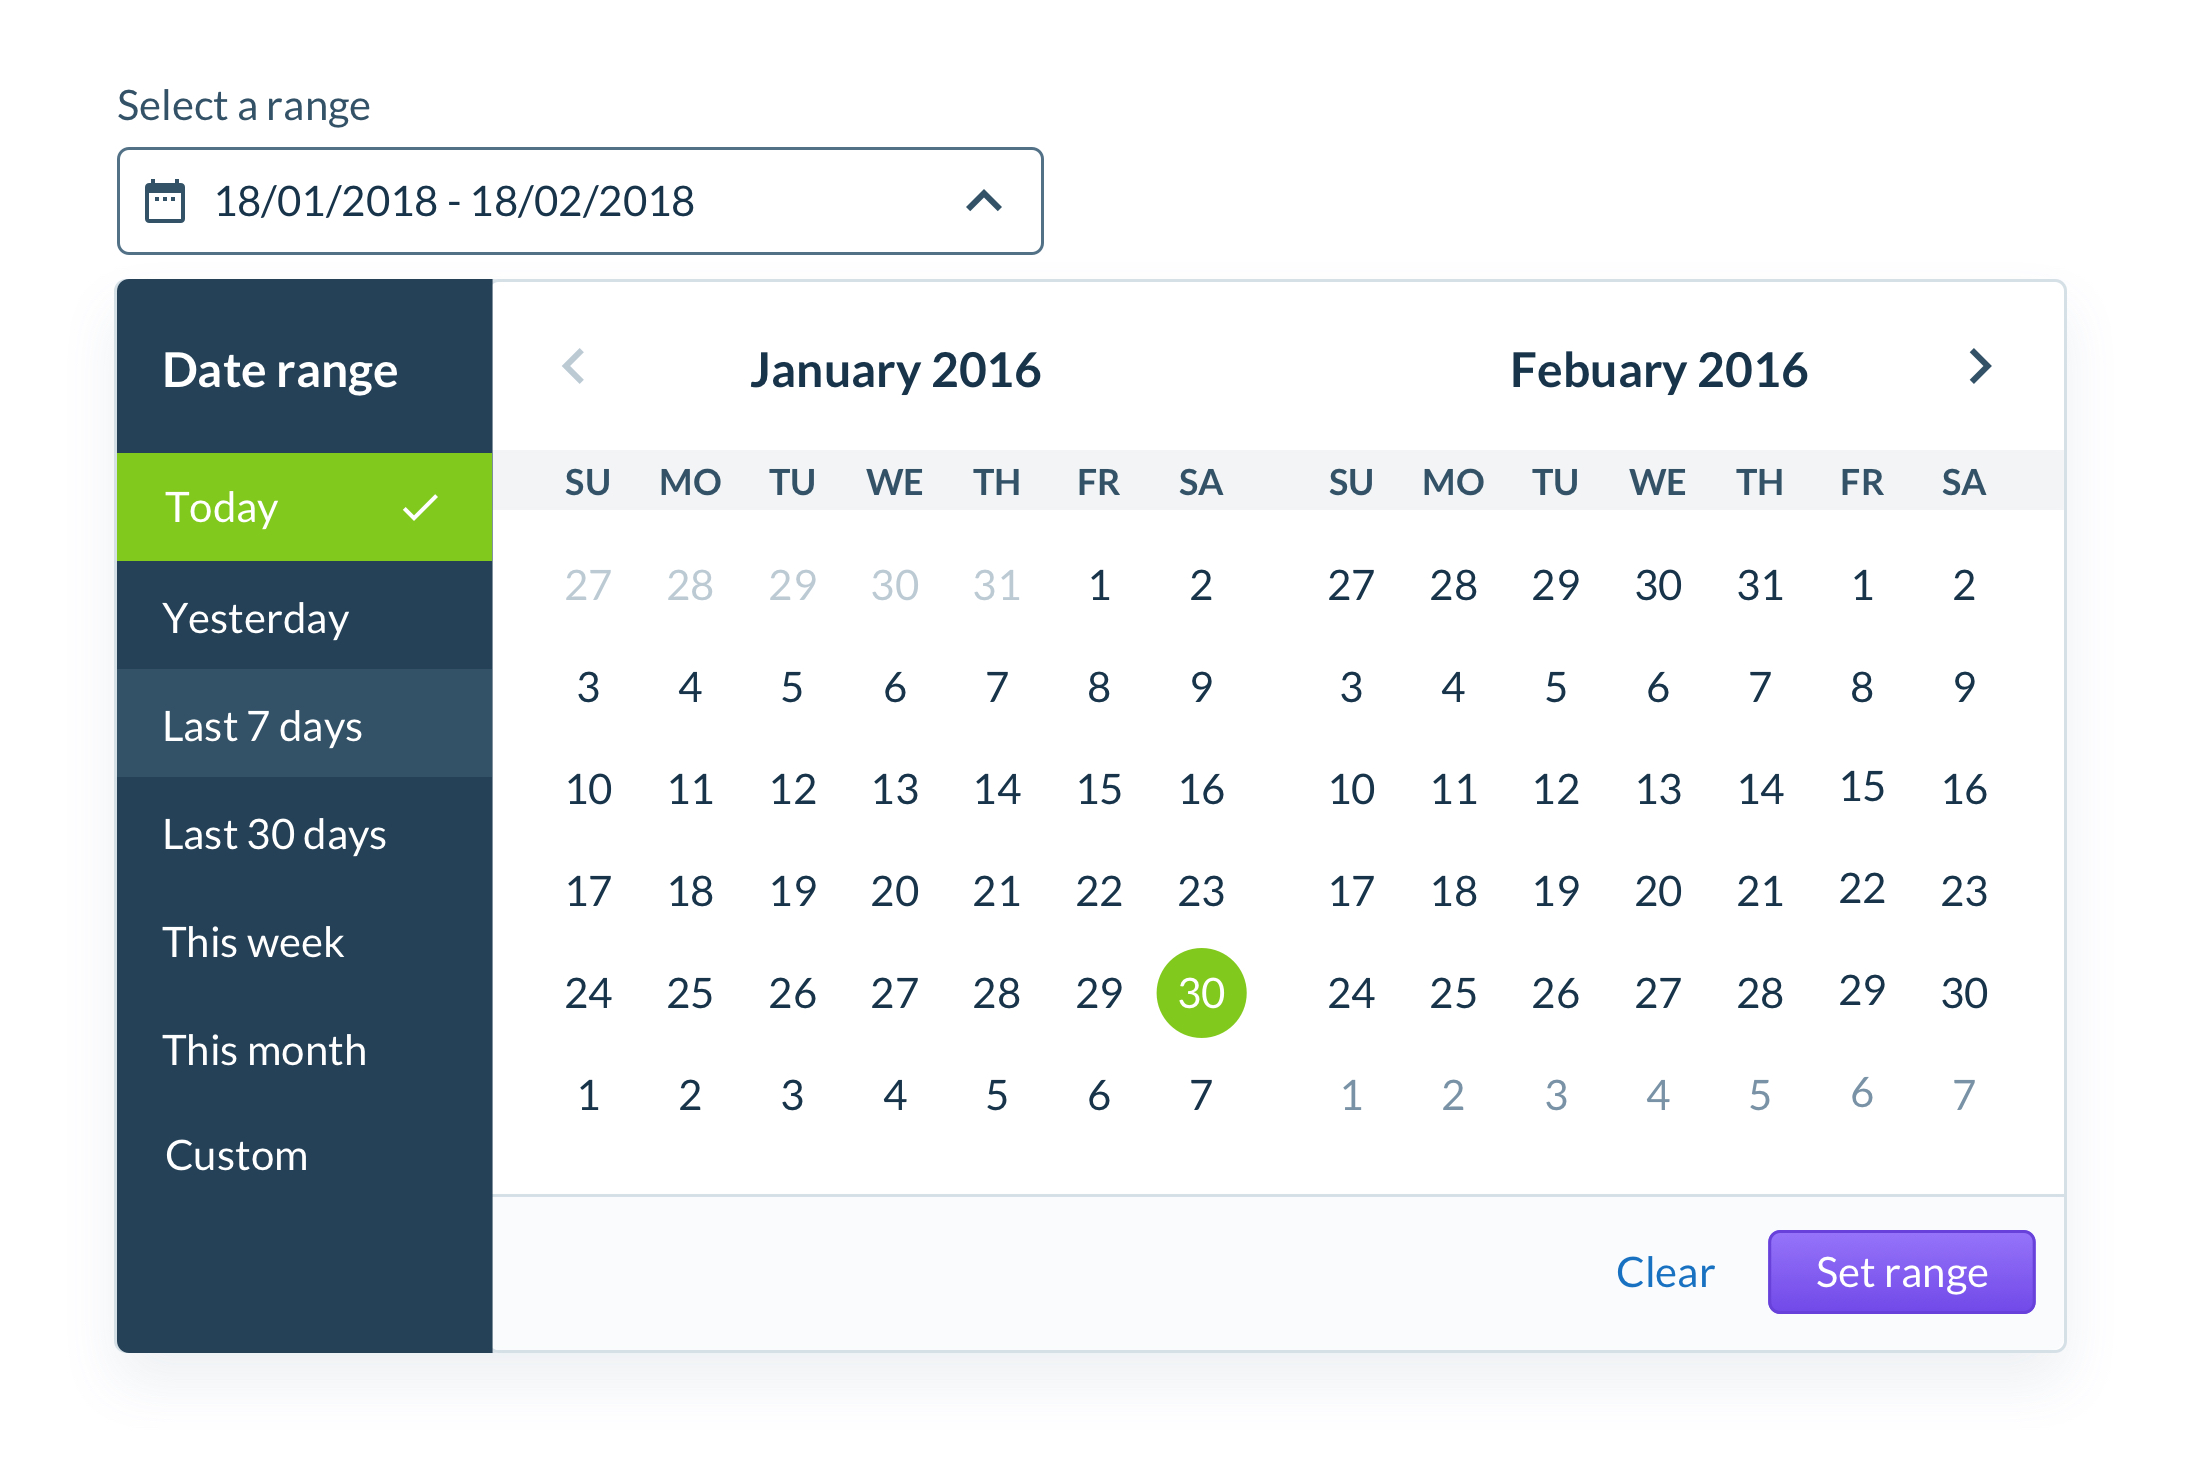 Select a range
18/01/2018 - 18/02/2018
Date range
Today
Yesterday
Last 7 days
Last 30 days
This week
This month
Custom
January 2016
SU MO TU WE TH FR SA
27 28 29 30 31 1 2
3 4 5 6 7 8 9
10 11 12 13 14 15 16
17 18 19 20 21 22 23
24 25 26 27 28 29 30
1 2 3 4 5 6 7
Febuary 2016
SU MO TU WE TH FR SA
27 28 29 30 31 1 2
3 4 5 6 7 8 9
10 11 12 13 14 15 16
17 18 19 20 21 22 23
24 25 26 27 28 29 30
1 2 3 4 5 6 7
Clear
Set range